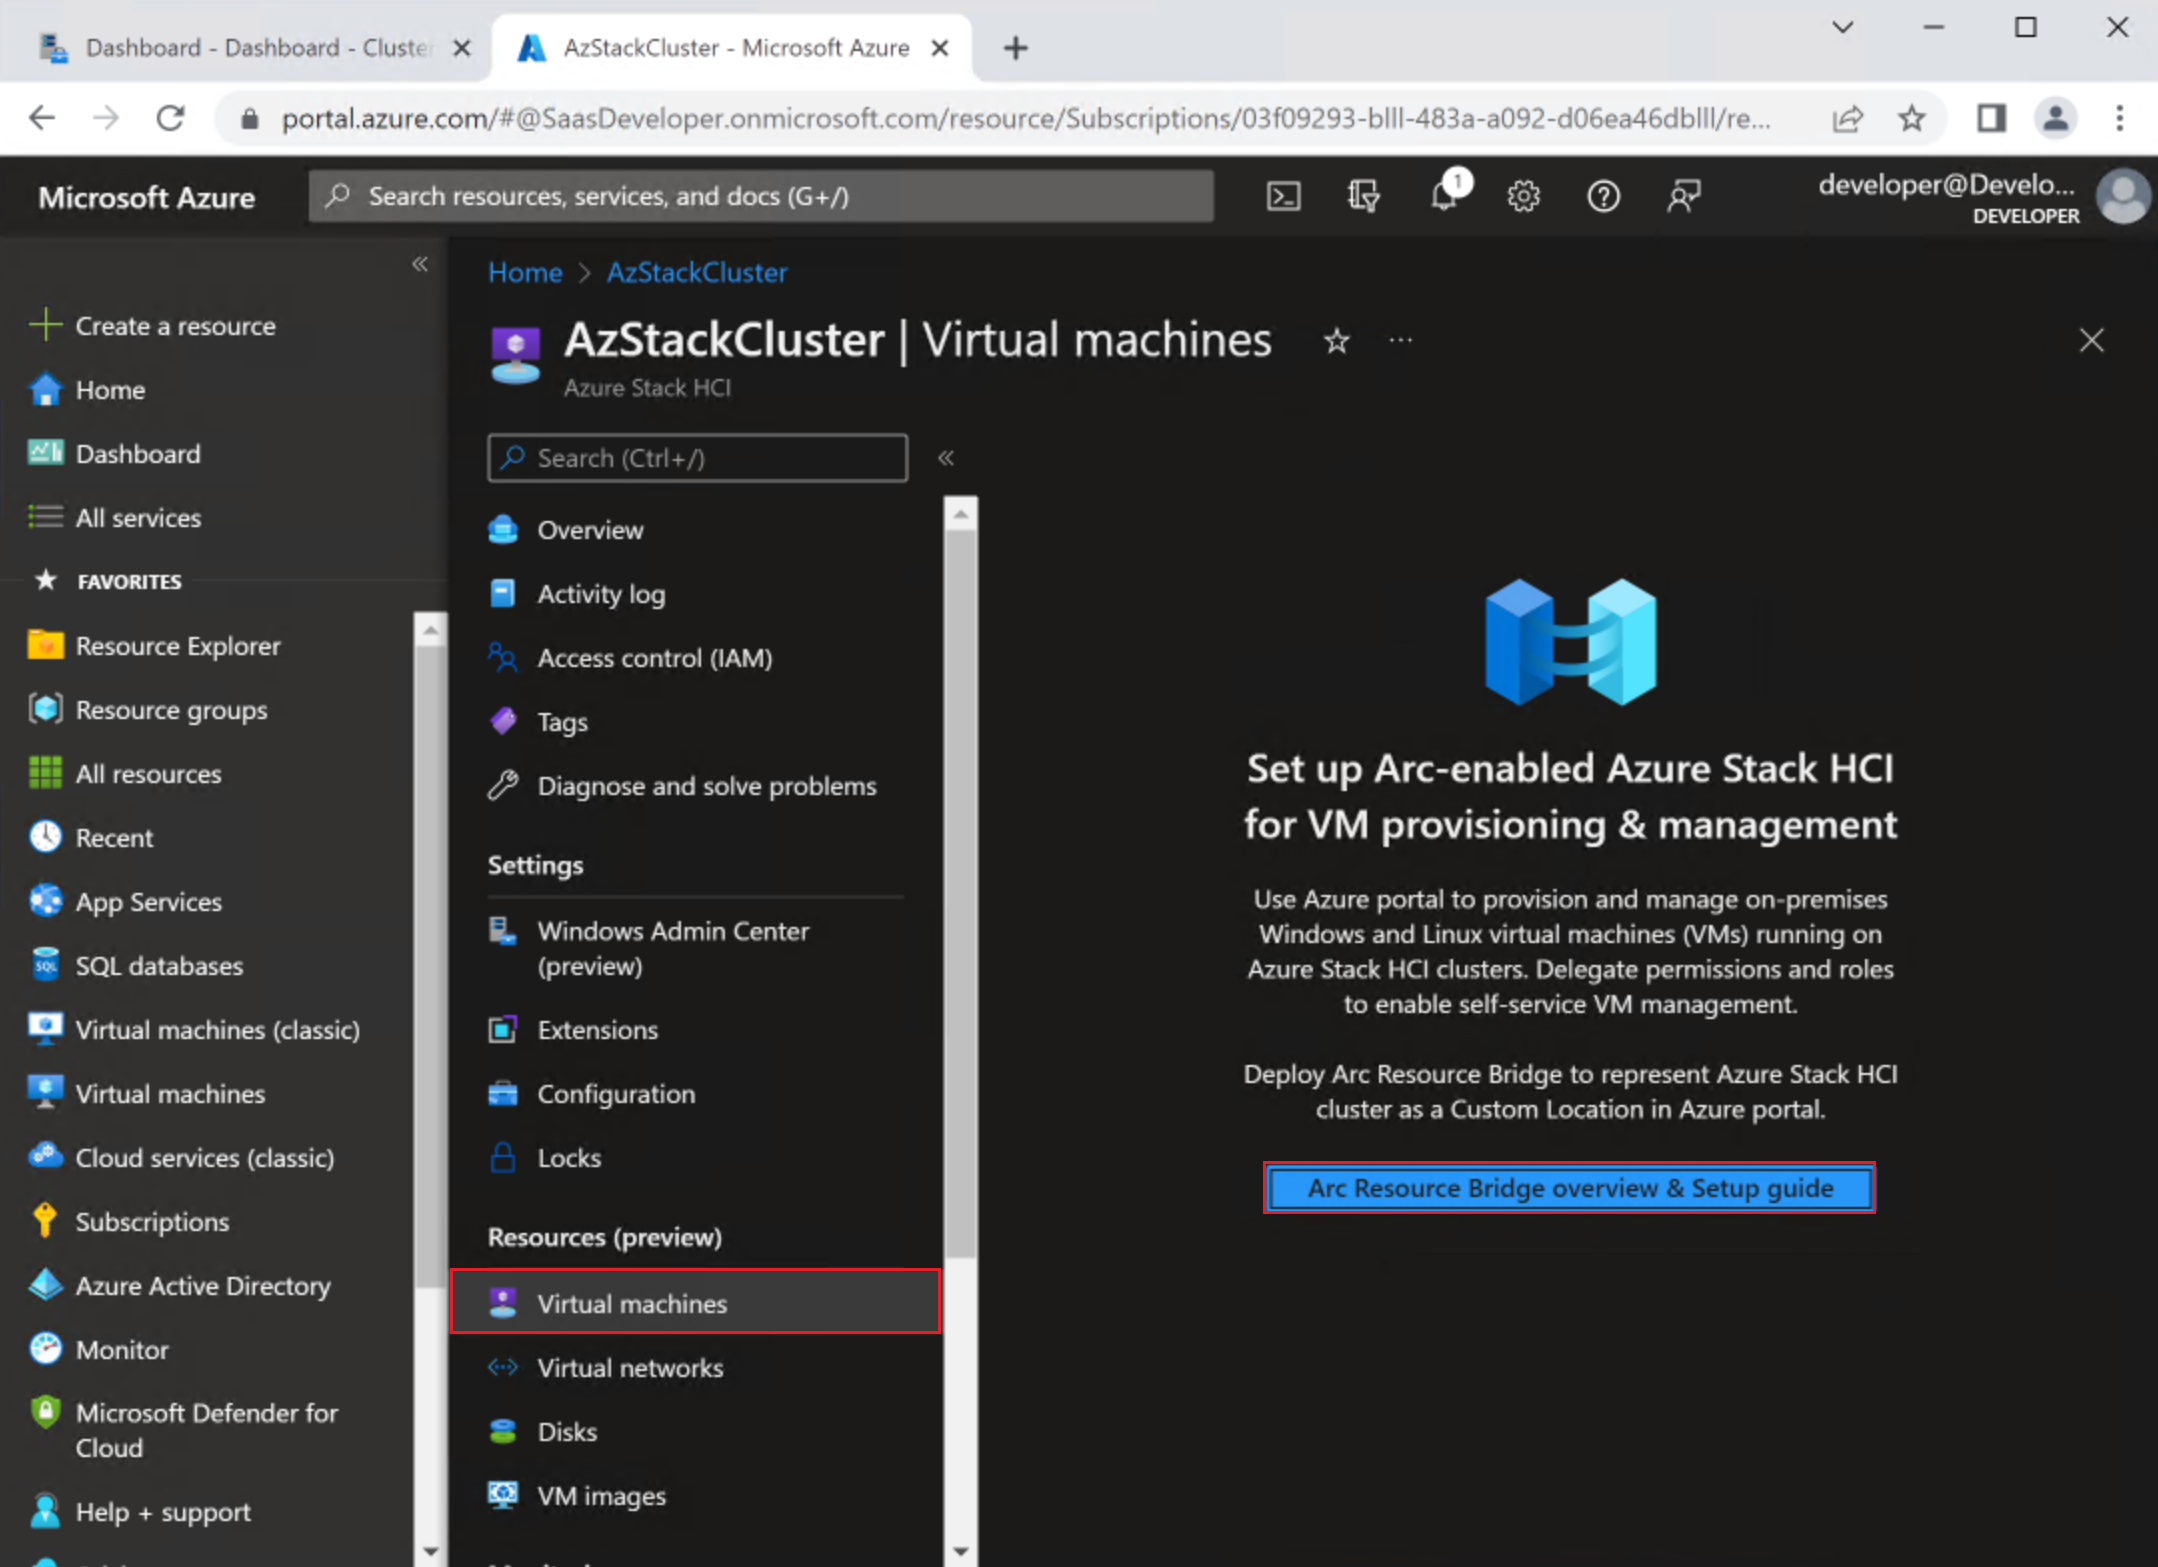 Dashboard - Dashboard - Cluster
AzStackCluster - Microsoft Azure
portal.azure.com/#@SaasDeveloper.onmicrosoft.com/resource/Subscriptions/03f09293-blll-483a-a092-d06ea46dblll/re...
Microsoft Azure
Search resources, services, and docs (G+/)
1
developer@Develo...
DEVELOPER
Create a resource
Home
Dashboard
All services
FAVORITES
Resource Explorer
Resource groups
All resources
Recent
App Services
SQL
SQL databases
Virtual machines (classic)
Virtual machines
Cloud services (classic)
Subscriptions
Azure Active Directory
Monitor
Microsoft Defender for
Cloud
Help + support
Home > AzStackCluster
AzStackCluster | Virtual machines
Azure Stack HCI
Search (Ctrl+/)
Overview
Activity log
Access control (IAM)
Tags
Diagnose and solve problems
Settings
Windows Admin Center
(preview)
Extensions
Configuration
Locks
Resources (preview)
Virtual machines
Virtual networks
Disks
VM images
Set up Arc-enabled Azure Stack HCI
for VM provisioning & management
Use Azure portal to provision and manage on-premises
Windows and Linux virtual machines (VMs) running on
Azure Stack HCI clusters. Delegate permissions and roles
to enable self-service VM management.
Deploy Arc Resource Bridge to represent Azure Stack HCI
cluster as a Custom Location in Azure portal.
Arc Resource Bridge overview & Setup guide